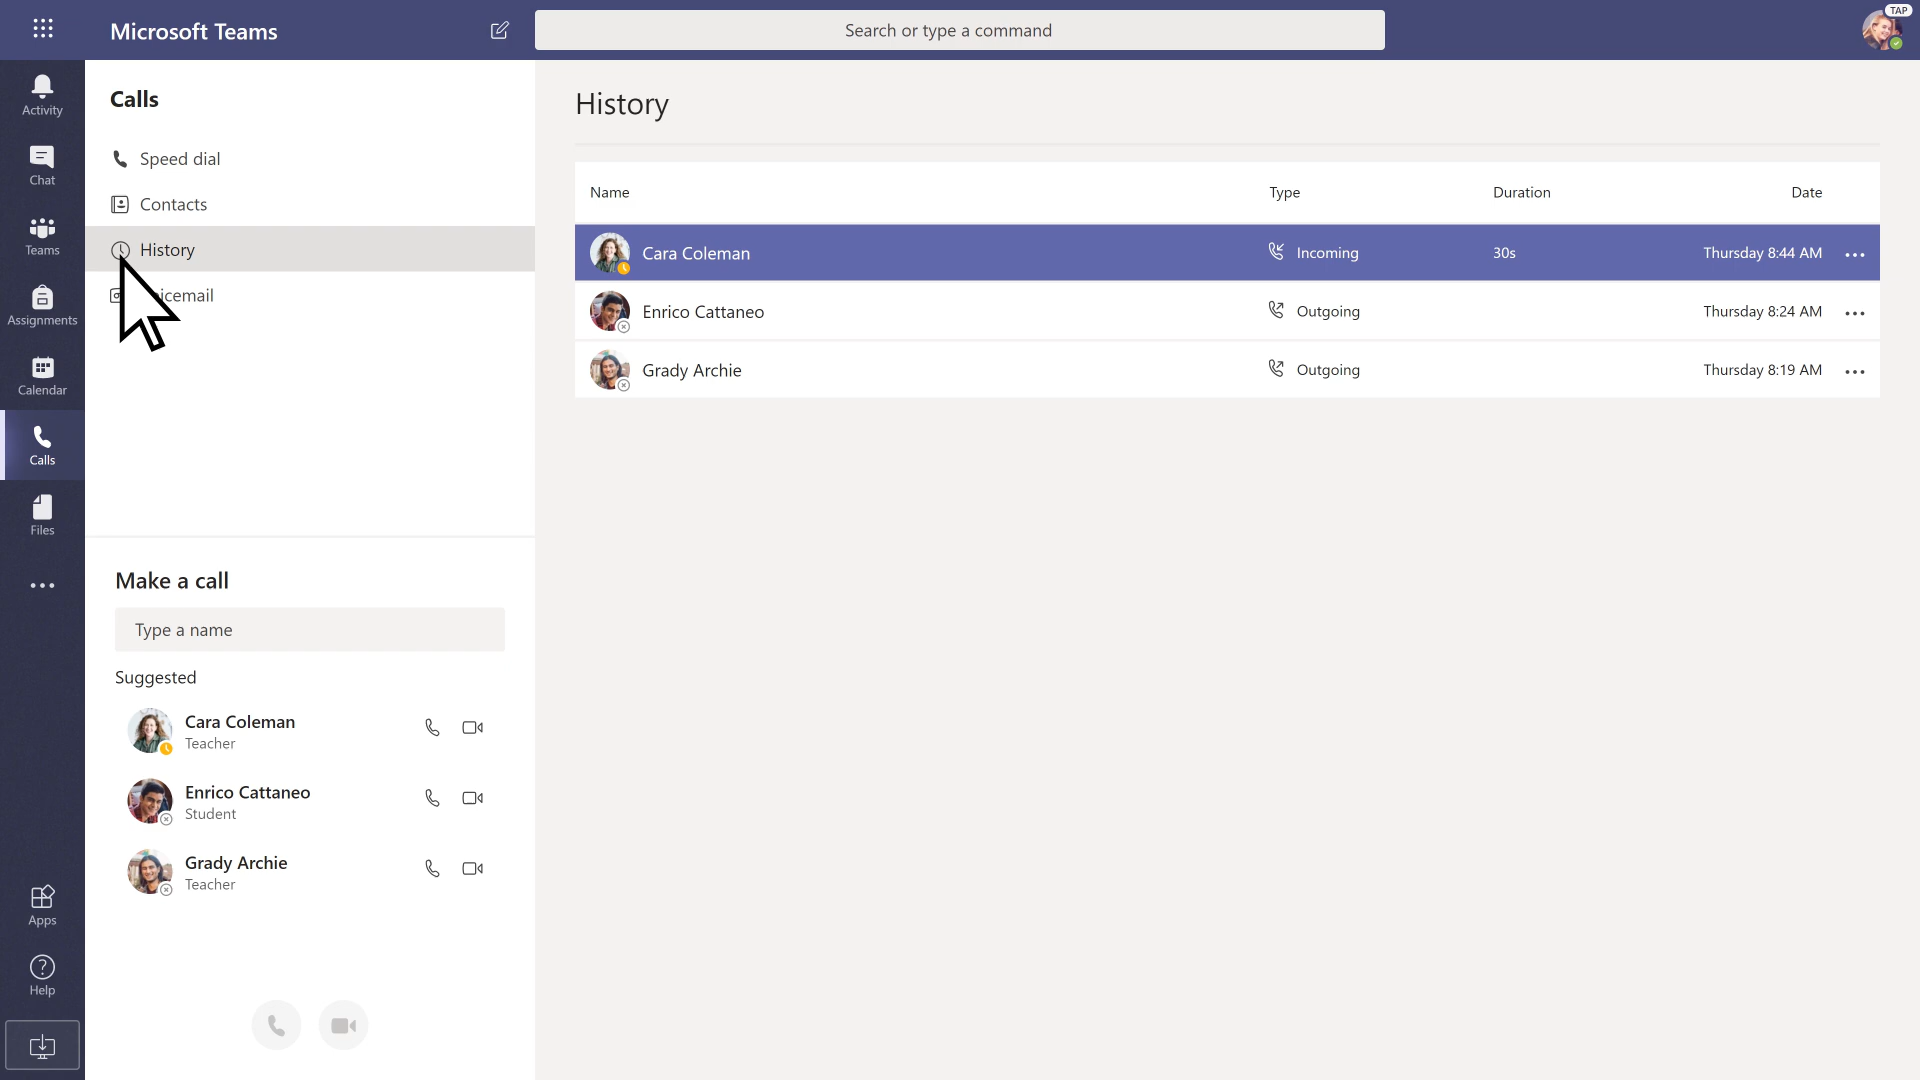 Microsoft Teams
Search or type a command
TAP
Activity
Chat
Teams
Assignments
Calendar
Calls
Files
Apps
Help
Calls
Speed dial
Contacts
History
icemail
Make a call
Type a name
Suggested
Cara Coleman
Teacher
Enrico Cattaneo
Student
Grady Archie
Teacher
History
Name Type Duration Date
Cara Coleman Incoming 30s Thursday 8:44 AM
Enrico Cattaneo Outgoing Thursday 8:24 AM
Grady Archie Outgoing Thursday 8:19 AM